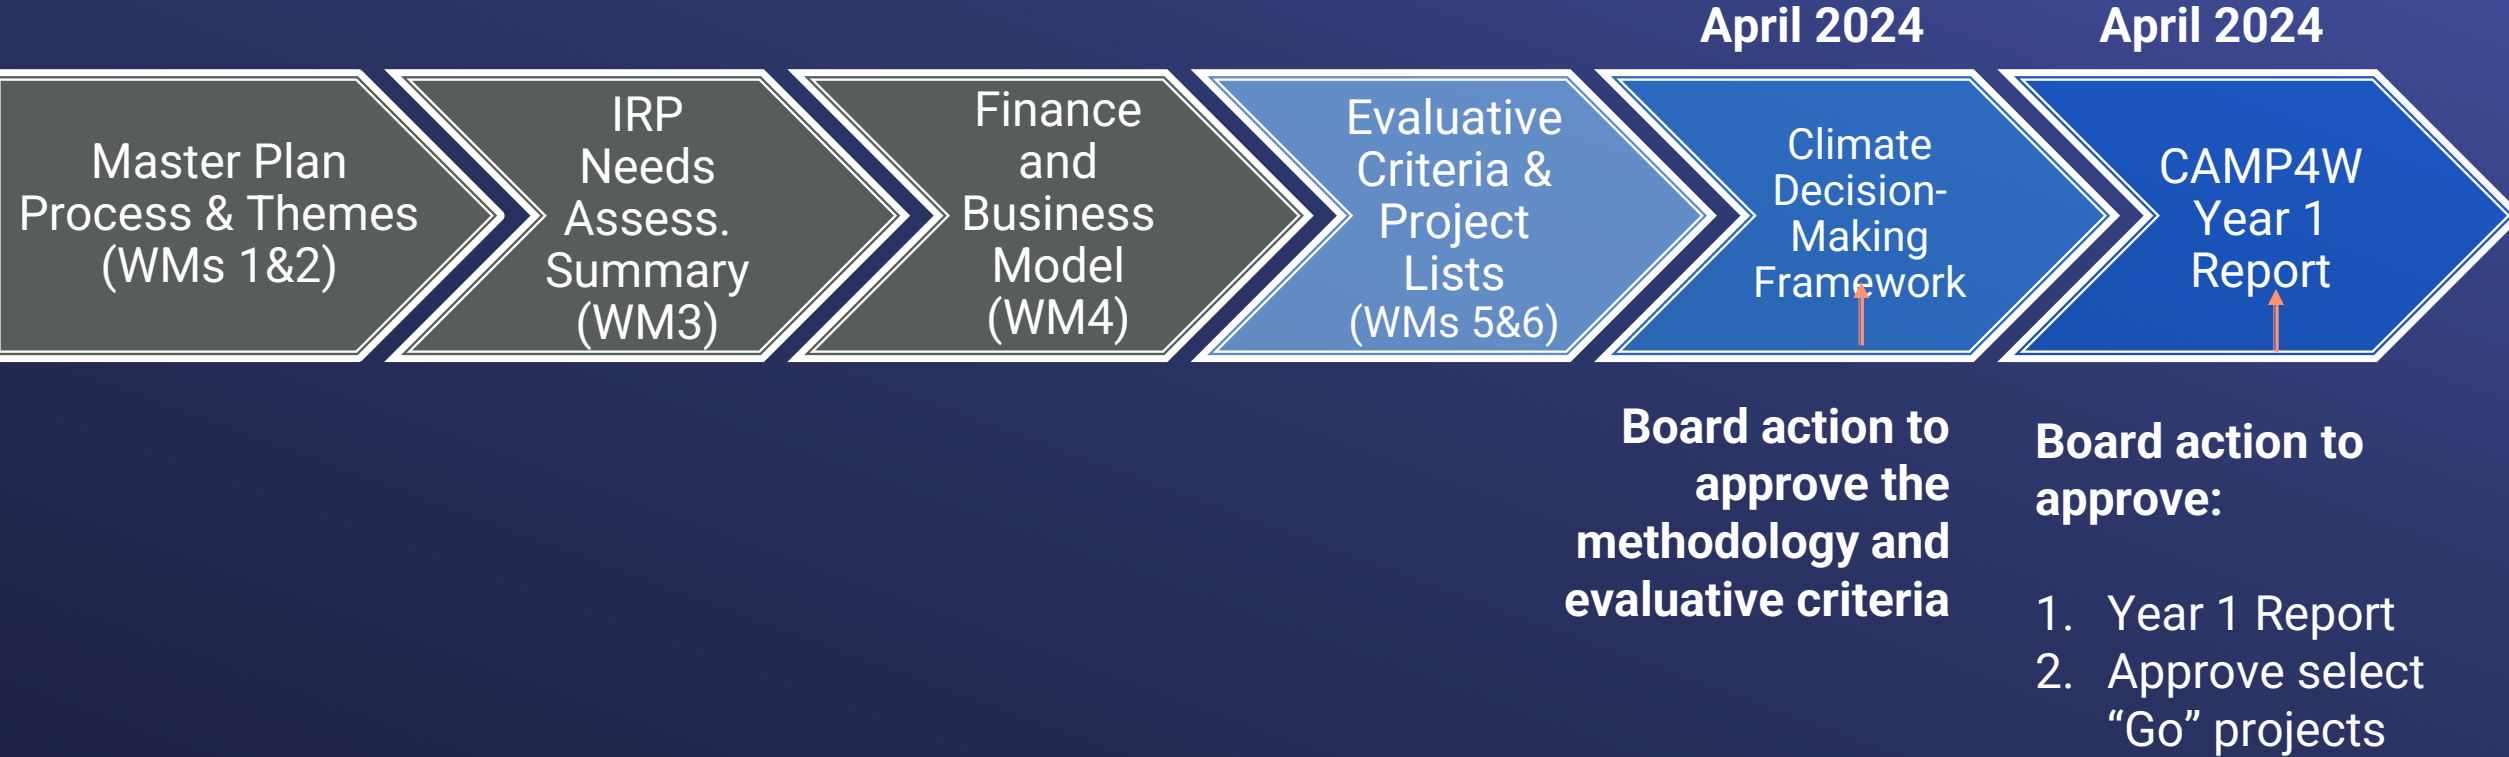 April 2024
April 2024
Master Plan
Process & Themes
(WMs 1&2)
IRP
Needs
Assess.
Summary
(WM3)
Finance
and
Business
Model
(WM4)
Evaluative
Criteria &
Project
Lists
(WMs 5&6)
Climate
Decision-
Making
Framework
CAMP4W
Year 1
Report
Board action to
approve the
methodology and
evaluative criteria
Board action to
approve:
1. Year 1 Report
2. Approve select
“Go” projects